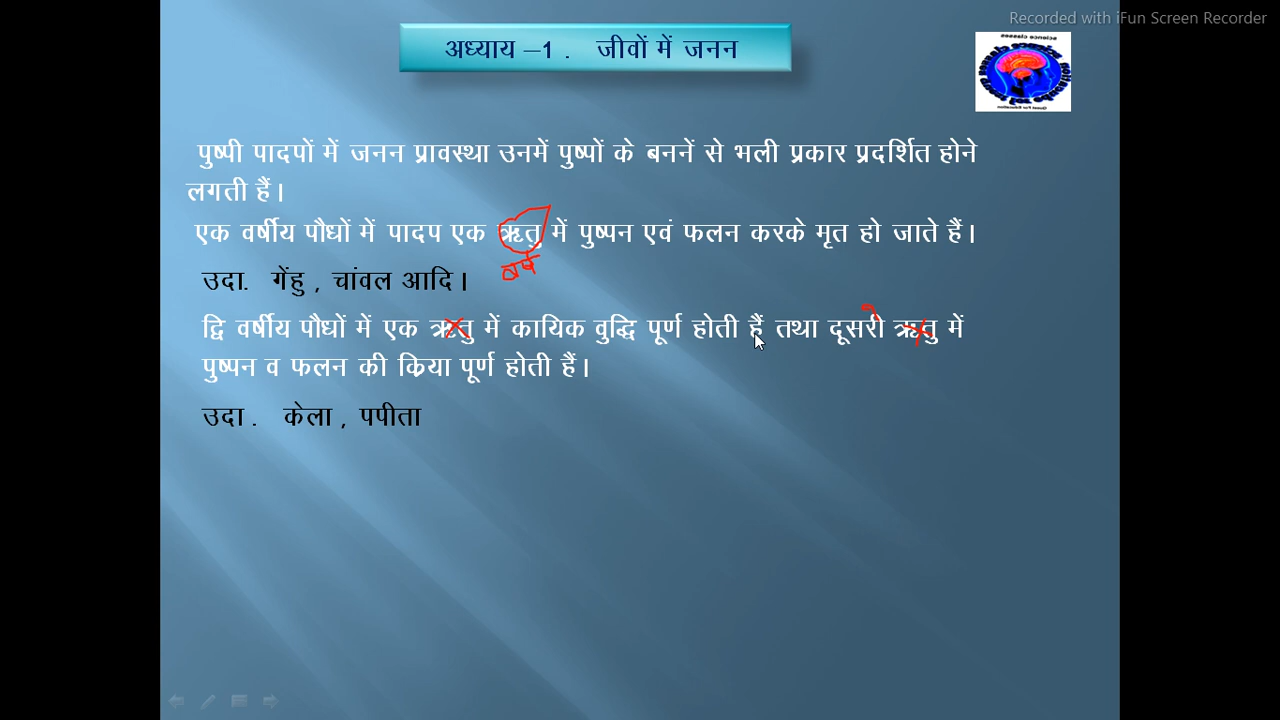 Recorded with iFun Screen Recorder
अध्याय –1 . जीवों में जनन
पुष्पी पादपों में जनन प्रावस्था उनमें पुष्पों के बननें से भली प्रकार प्रदर्शित होने
लगती हैं।
एक वर्षीय पौधों में पादप एक ऋतु में पुष्पन एवं फलन करके मृत हो जाते हैं।
वर्ष
उदा. गेंहु , चांवल आदि।
द्वि वर्षीय पौधों में एक ऋतु में कायिक वुद्धि पूर्ण होती हैं तथा दूसरी ऋतु में
पुष्पन व फलन की किया पूर्ण होती हैं।
उदा . केला , पपीता